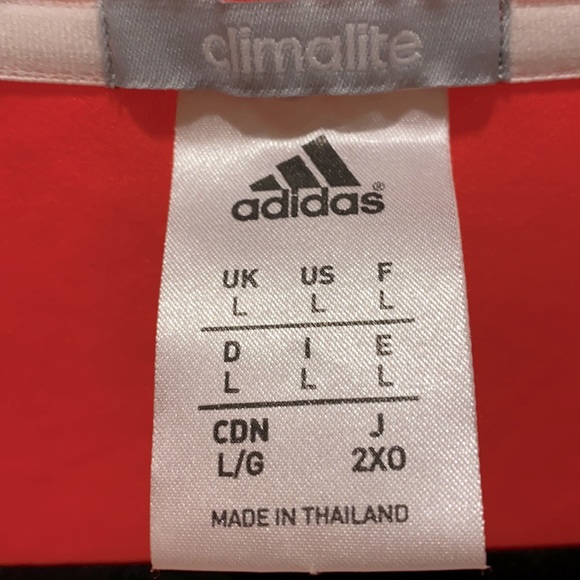 climalite
adidas®
UK US F
L L L
D I E
L L L
CDN J
L/G 2XO
MADE IN THAILAND